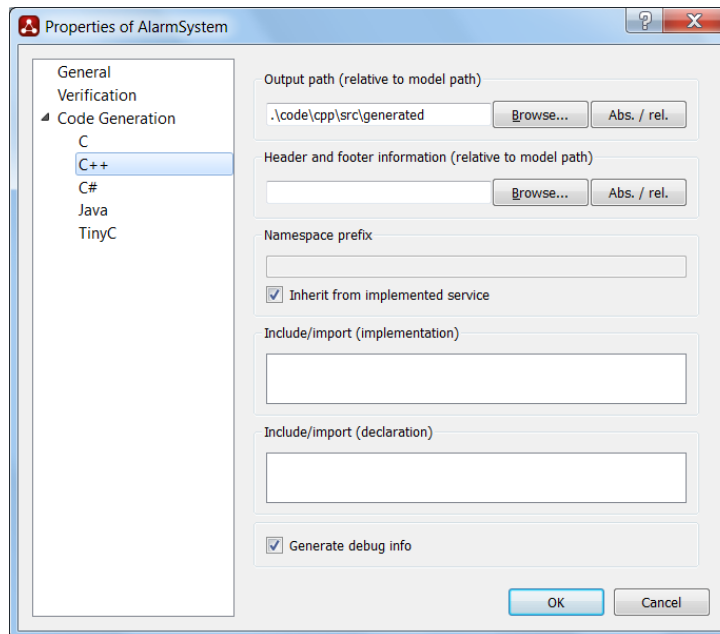 Properties of AlarmSystem
General
Verification
Code Generation
C
C++
C#
Java
TinyC
Output path (relative to model path)
.\code\cpp\src\generated
Browse...
Abs. / rel.
Header and footer information (relative to model path)
Browse...
Abs. / rel.
Namespace prefix
Inherit from implemented service
Include/import (implementation)
Include/import (declaration)
Generate debug info
OK
Cancel